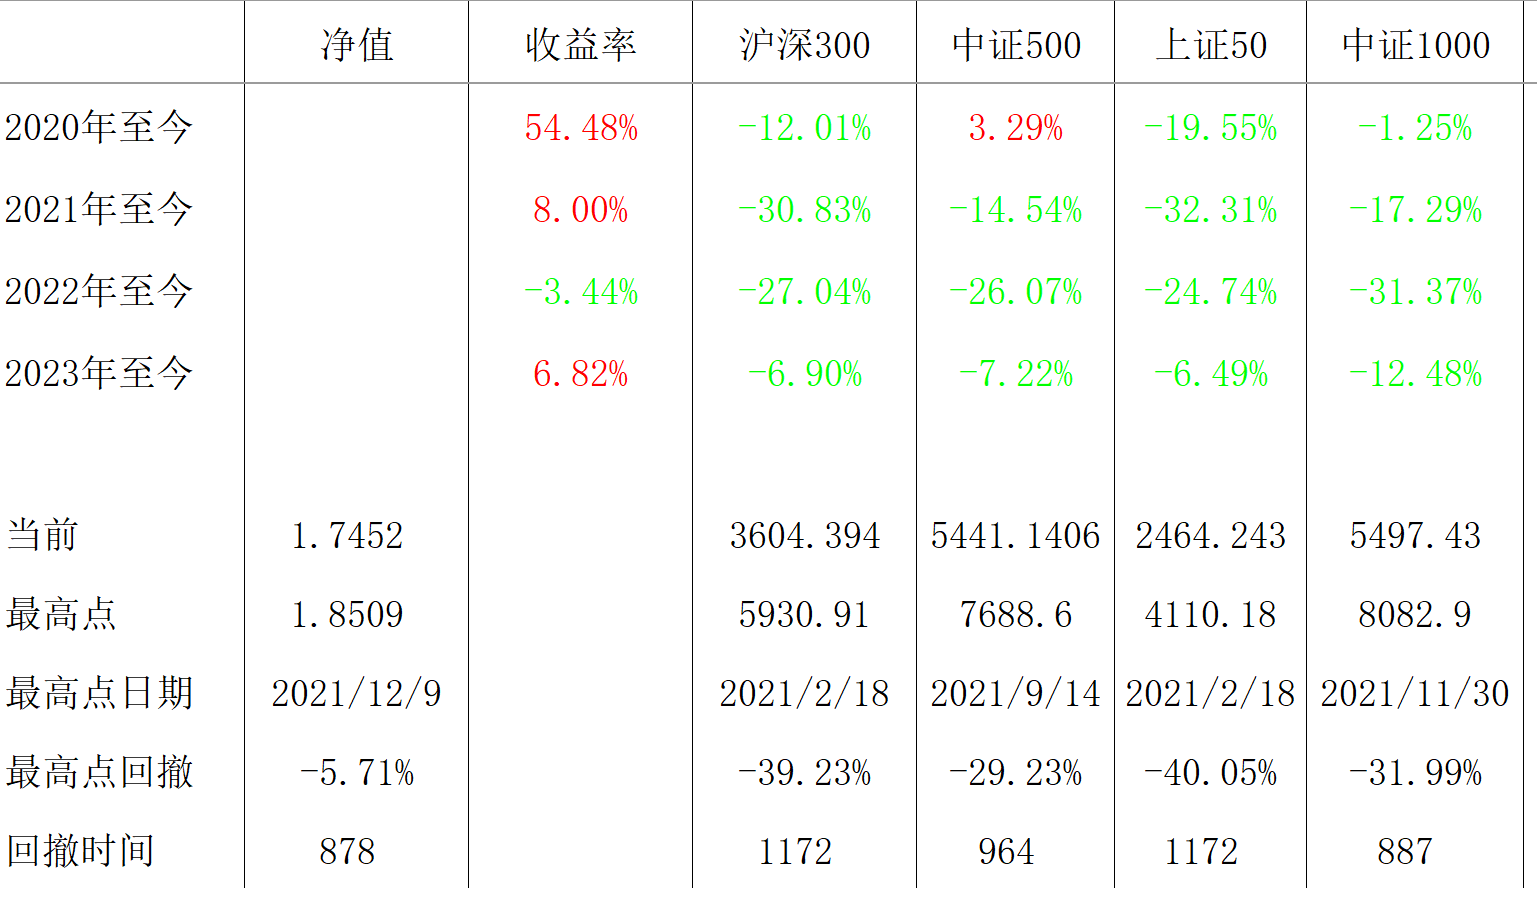 净值 收益率 沪深300 中证500 上证50 中证1000
2020年至今 54.48% -12.01% 3.29% -19.55% -1.25%
2021年至今 8.00% -30.83% -14.54% -32.31% -17.29%
2022年至今 -3.44% -27.04% -26.07% -24.74% -31.37%
2023年至今 6.82% -6.90% -7.22% -6.49% -12.48%
当前 1.7452 3604.394 5441.1406 2464.243 5497.43
最高点 1.8509 5930.91 7688.6 4110.18 8082.9
最高点日期 2021/12/9 2021/2/18 2021/9/14 2021/2/18 2021/11/30
最高点回撤 -5.71% -39.23% -29.23% -40.05% -31.99%
回撤时间 878 1172 964 1172 887